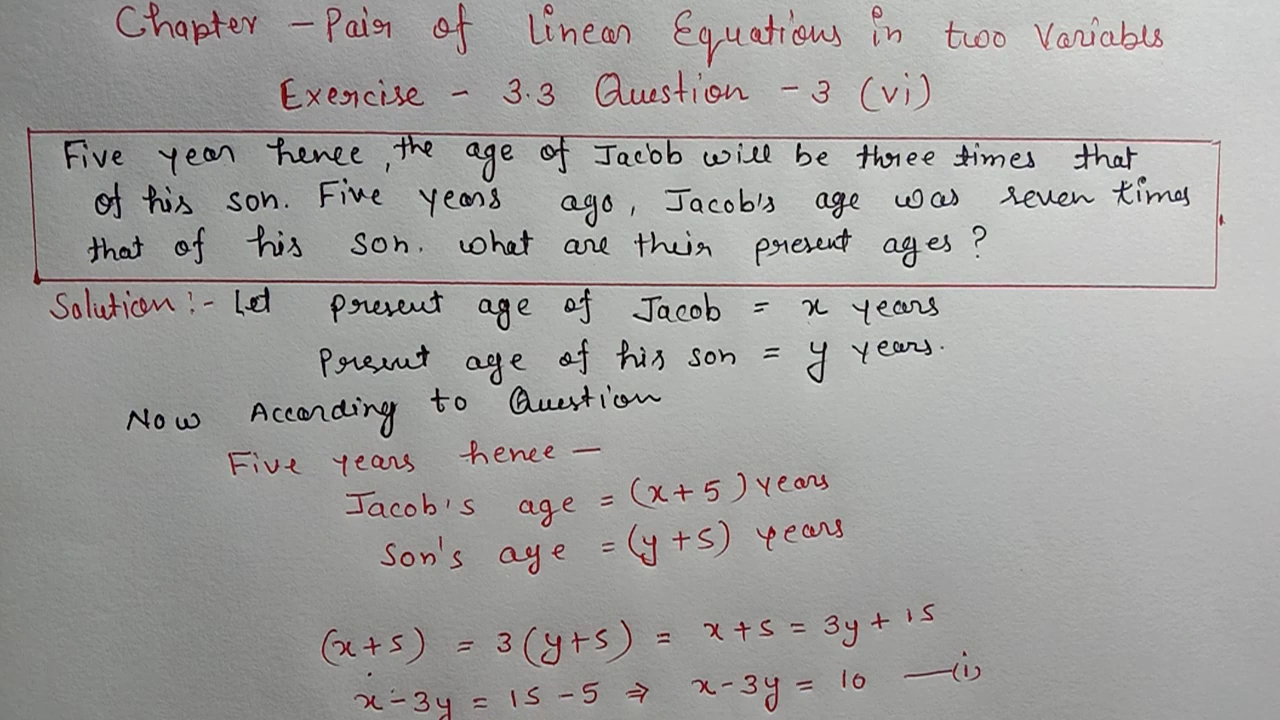 Chapter - Pair of Linear Equations in two Variables
Exercise - 3.3 Question - 3 (vi)
Five year hence, the age of Jacob will be three times that
of his son. Five years ago, Jacob's age was seven times
that of his son. what are their present ages?
Solution :- Let present age of Jacob = x years
Present age of his son = y years.
Now According to Question
Five years hence —
Jacob's age = (x+5) years
Son's age = (y+5) years
(x+5) = 3(y+5) = x+5 = 3y+15
x-3y = 15-5 ⇒ x-3y = 10 —(i)